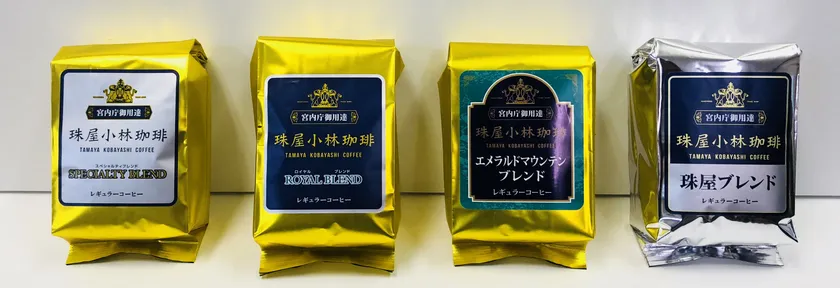 宮内庁御用達
珠屋小林珈琲
TAMAYA KOBAYASHI COFFEE
スペシャルティブレンド
SPECIALTY BLEND
レギュラーコーヒー
宮内庁御用達
珠屋小林珈琲
TAMAYA KOBAYASHI COFFEE
ロイヤル ブレンド
ROYAL BLEND
レギュラーコーヒー
宮内庁御用達
珠屋小林珈琲
TAMAYA KOBAYASHI COFFEE
エメラルドマウンテン
ブレンド
レギュラーコーヒー
宮内庁御用達
珠屋小林珈琲
TAMAYA KOBAYASHI COFFEE
珠屋ブレンド
レギュラーコーヒー